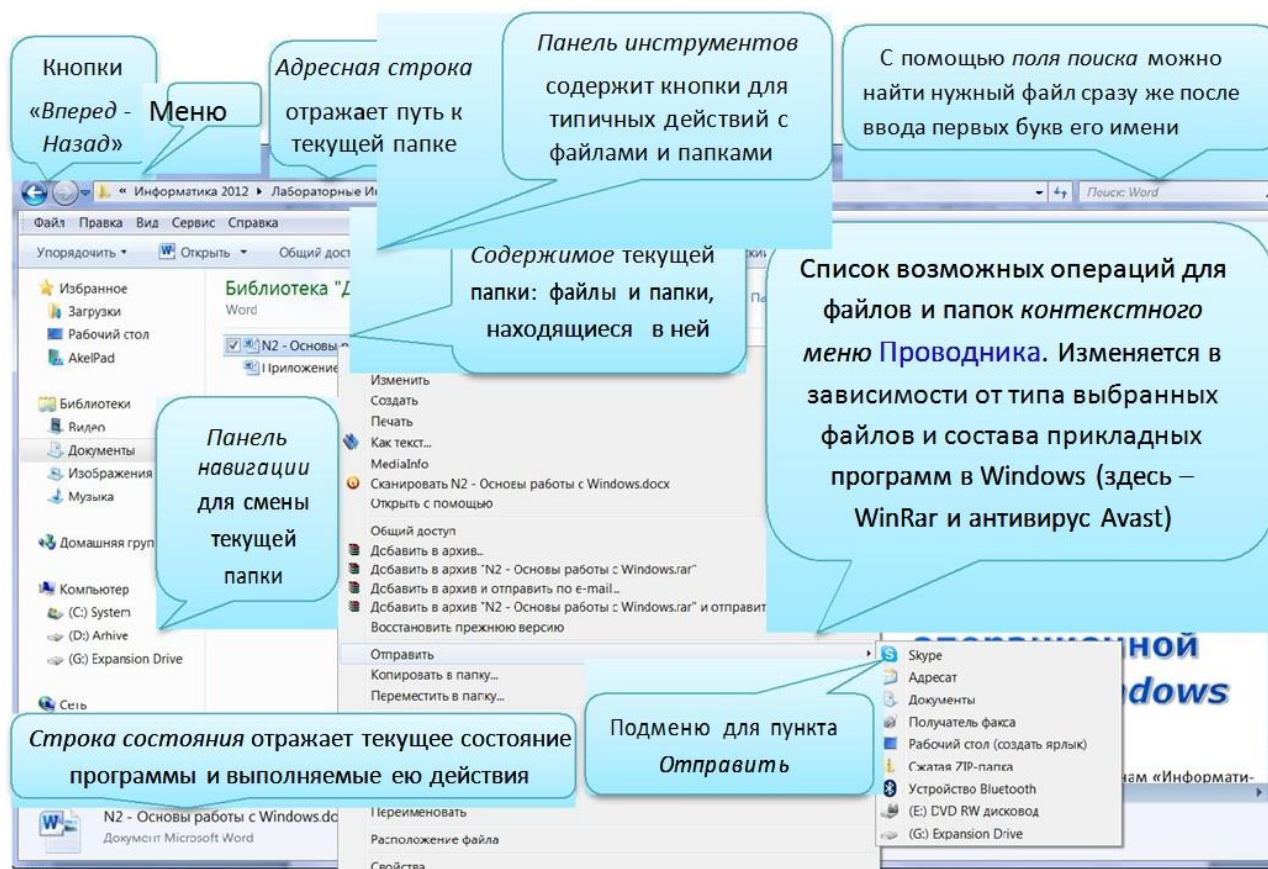 Кнопки
«Вперед -
Назад»
Меню
Адресная строка
отражает путь к
текущей папке
Панель инструментов
содержит кнопки для
типичных действий с
файлами и папками
С помощью поля поиска можно
найти нужный файл сразу же после
ввода первых букв его имени
« Информатика 2012 ▸ Лабораторные
Поиск: Word
Файл Правка Вид Сервис Справка
Упорядочить Открыть Общий
Содержимое текущей
папки: файлы и папки,
находящиеся в ней
Список возможных операций для
файлов и папок контекстного
меню Проводника. Изменяется в
зависимости от типа выбранных
файлов и состава прикладных
программ в Windows (здесь –
WinRar и антивирус Avast)
Избранное
Загрузки
Рабочий стол
AkelPad
Библиотеки
Видео
Документы
Изображения
Музыка
Домашняя
Компьютер
(C:) System
(D:) Arhive
(G:) Expansion Drive
Сеть
Библиотека
Word
N2 - Основы
Приложение
Панель
навигации
для смены
текущей
папки
Изменить
Создать
Печать
Как текст...
MediaInfo
Сканировать N2 - Основы работы с Windows.docx
Открыть с помощью
Общий доступ
Добавить в архив...
Добавить в архив "N2 - Основы работы с Windows.rar"
Добавить в архив и отправить по e-mail...
Добавить в архив "N2 - Основы работы с Windows.rar" и
Восстановить прежнюю версию
Отправить
Копировать в папку...
Переместить в папку...
Переименовать
Расположение файла
Свойства
Подменю для пункта
Отправить
Skype
Адресат
Документы
Получатель факса
Рабочий стол (создать ярлык)
Сжатая ZIP-папка
Устройство Bluetooth
(E:) DVD RW дисковод
(G:) Expansion Drive
Строка состояния отражает текущее состояние
программы и выполняемые ею действия
N2 - Основы работы с
Документ Microsoft Word
«Информати-